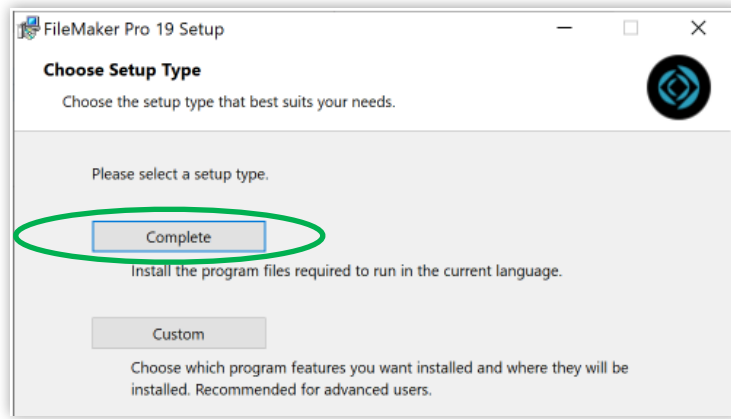 FileMaker Pro 19 Setup
Choose Setup Type
Choose the setup type that best suits your needs.
Please select a setup type.
Complete
Install the program files required to run in the current language.
Custom
Choose which program features you want installed and where they will be
installed. Recommended for advanced users.